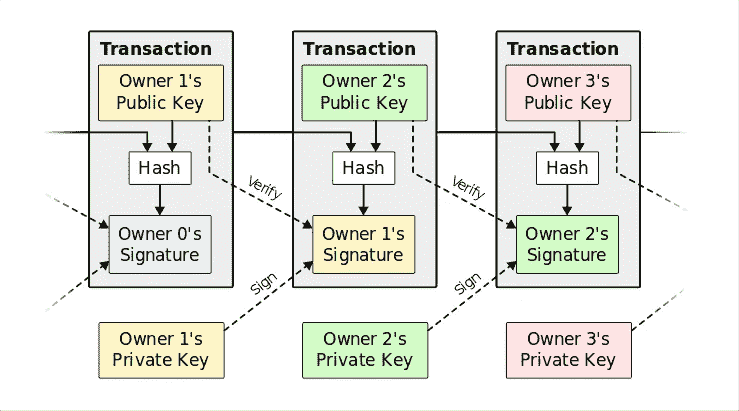 Transaction
Owner 1's
Public Key
Hash
Owner 0's
Signature
Transaction
Owner 2's
Public Key
Hash
Verify
Owner 1's
Signature
Sign
Transaction
Owner 3's
Public Key
Hash
Verify
Owner 2's
Signature
Sign
Owner 1's
Private Key
Owner 2's
Private Key
Owner 3's
Private Key